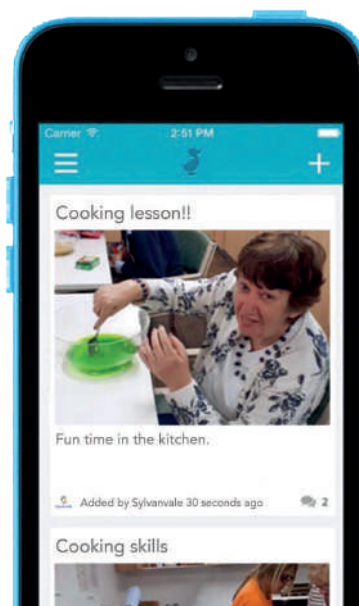 Carrier 2:51 PM
Cooking lesson!!
Fun time in the kitchen.
Added by Sylvanvale 30 seconds ago 2
Cooking skills